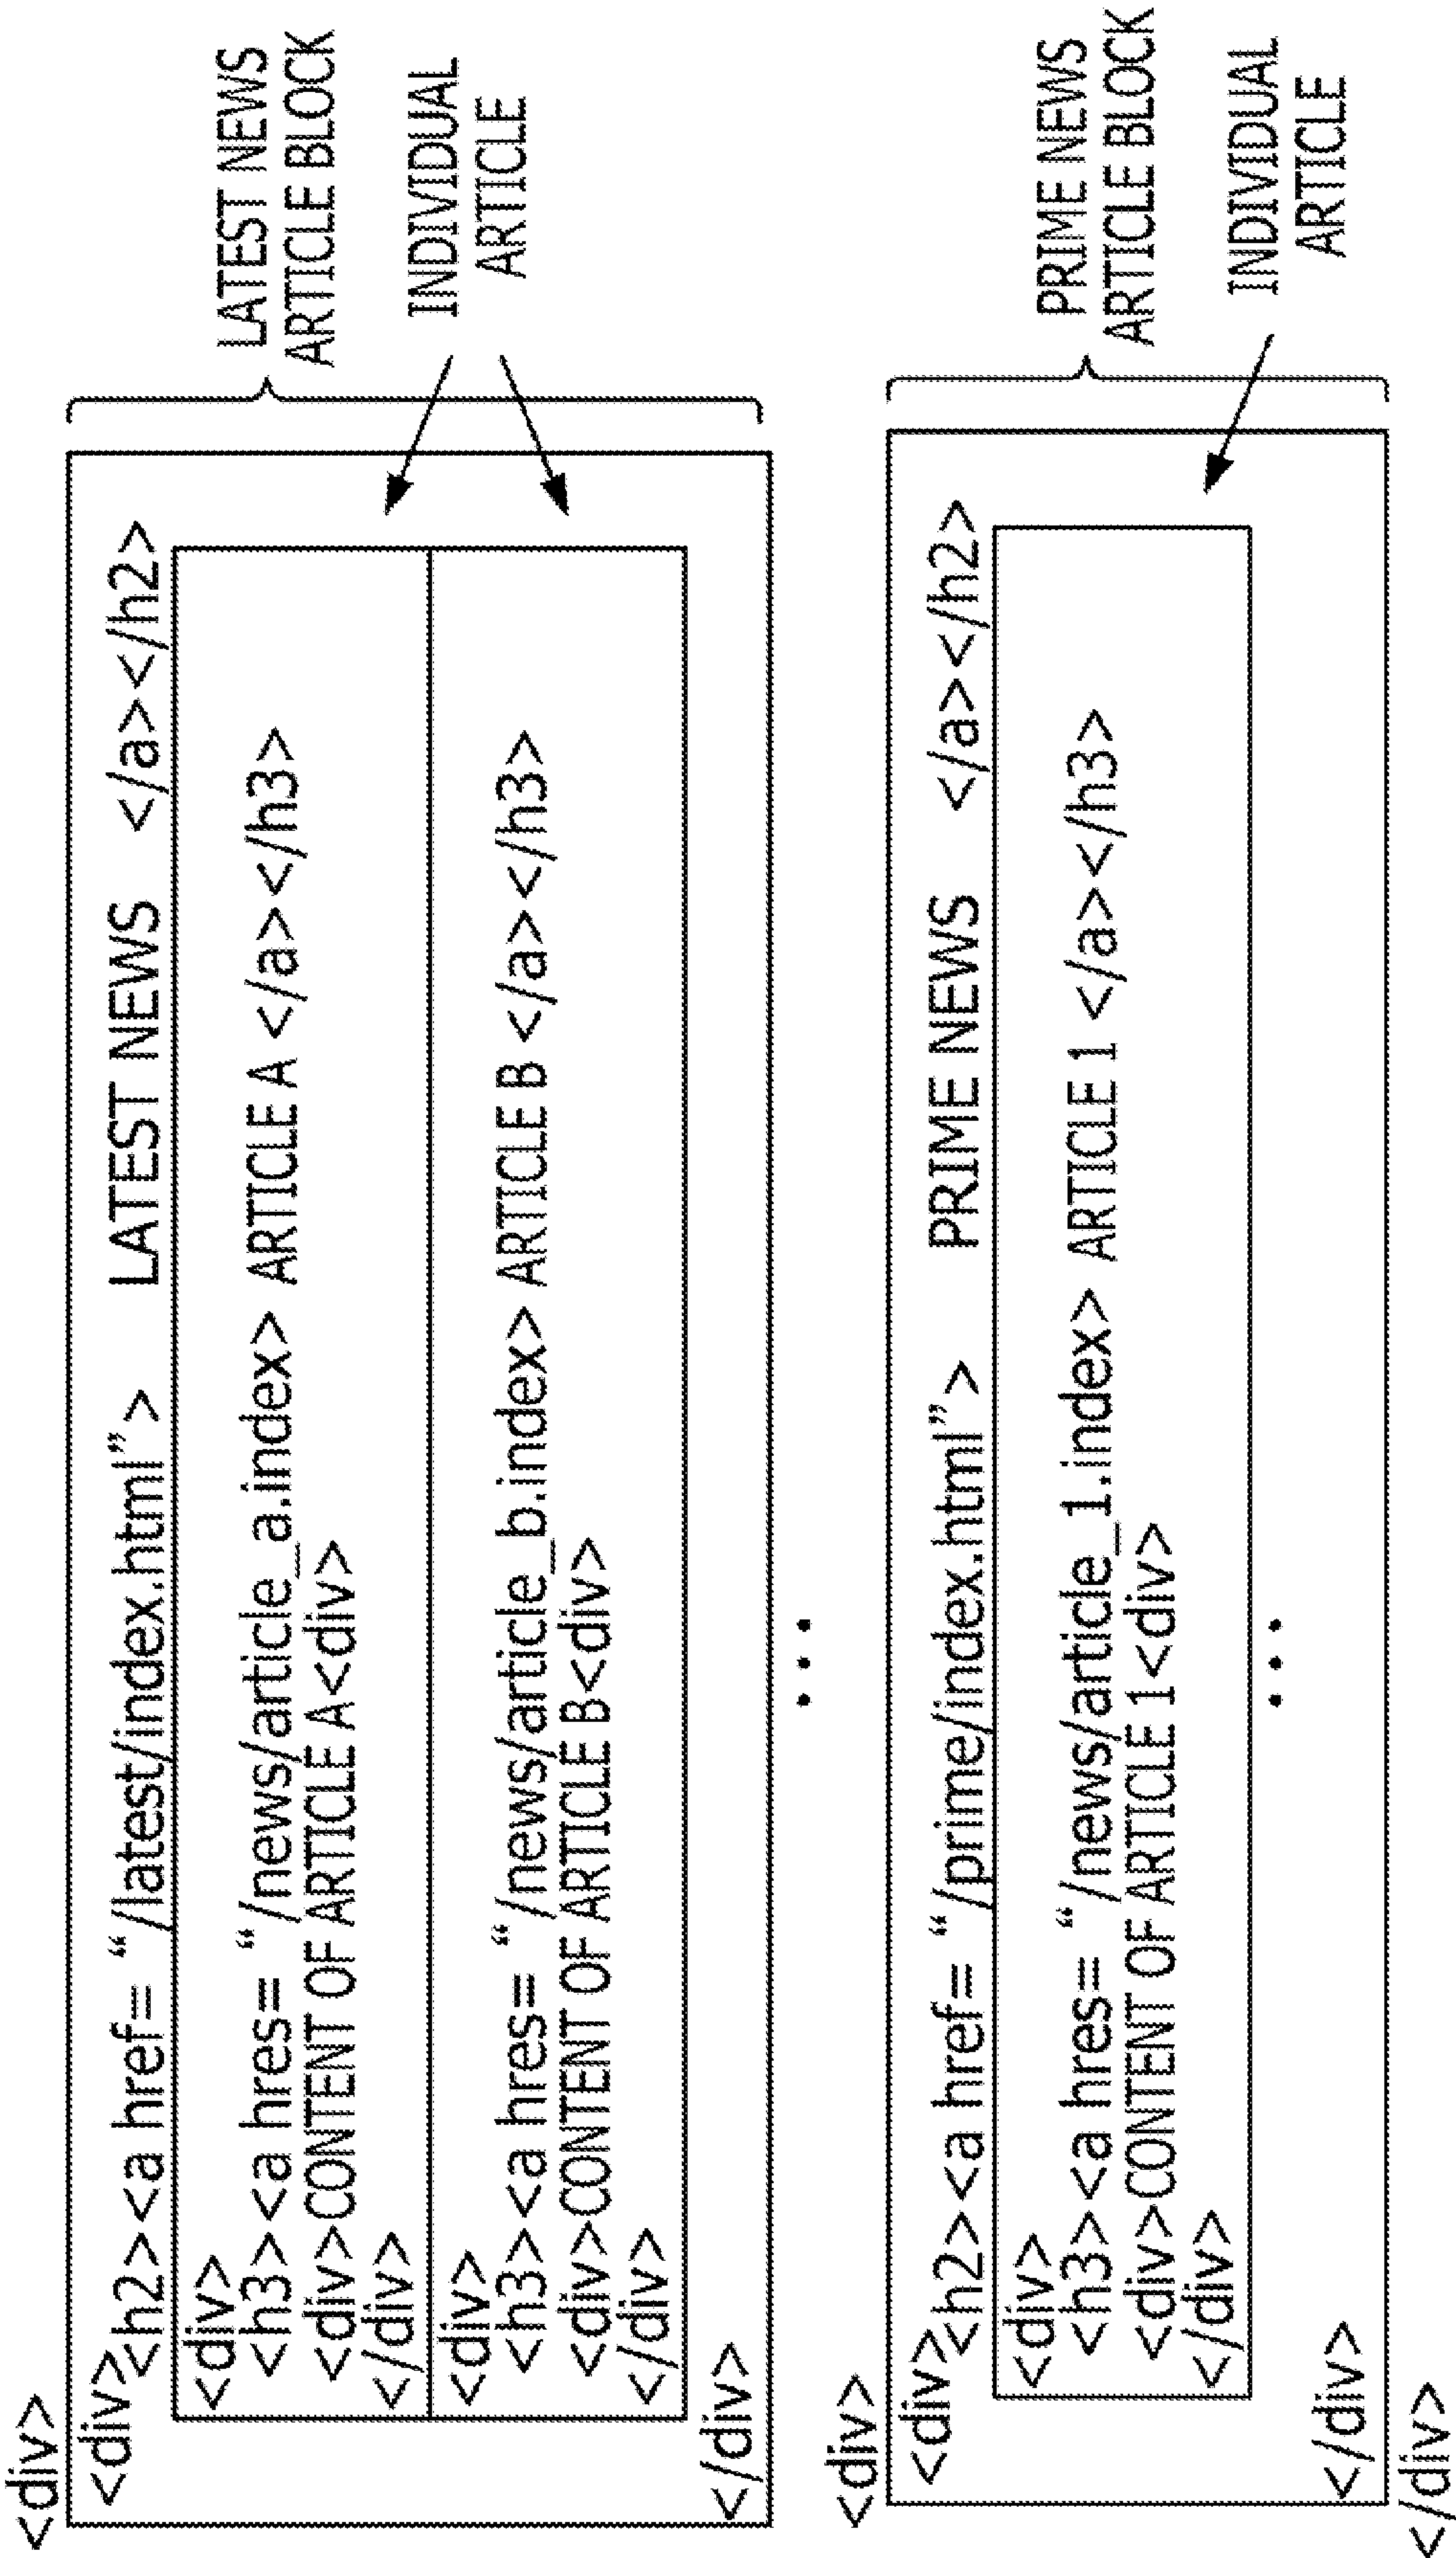 <div>
<div>
<h2><a href= “/latest/index.html”> LATEST NEWS </a></h2>
<div>
<h3><a hres= “/news/article_a.index> ARTICLE A </a></h3>
<div>CONTENT OF ARTICLE A<div>
</div>
<div>
<h3><a hres= “/news/article_b.index> ARTICLE B </a></h3>
<div>CONTENT OF ARTICLE B<div>
</div>
</div>
LATEST NEWS
ARTICLE BLOCK
INDIVIDUAL
ARTICLE
...
<div>
<div>
<h2><a href= “/prime/index.html”> PRIME NEWS </a></h2>
<div>
<h3><a hres= “/news/article_1.index> ARTICLE 1 </a></h3>
<div>CONTENT OF ARTICLE 1<div>
</div>
...
</div>
</div>
PRIME NEWS
ARTICLE BLOCK
INDIVIDUAL
ARTICLE